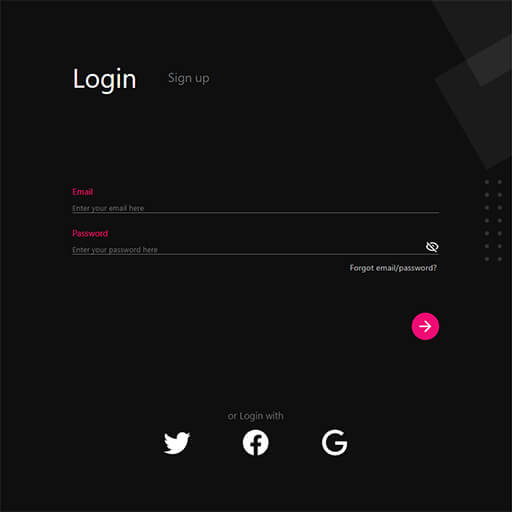 Login Sign up
Email
Enter your email here
Password
Enter your password here
Forgot email/password?
or Login with